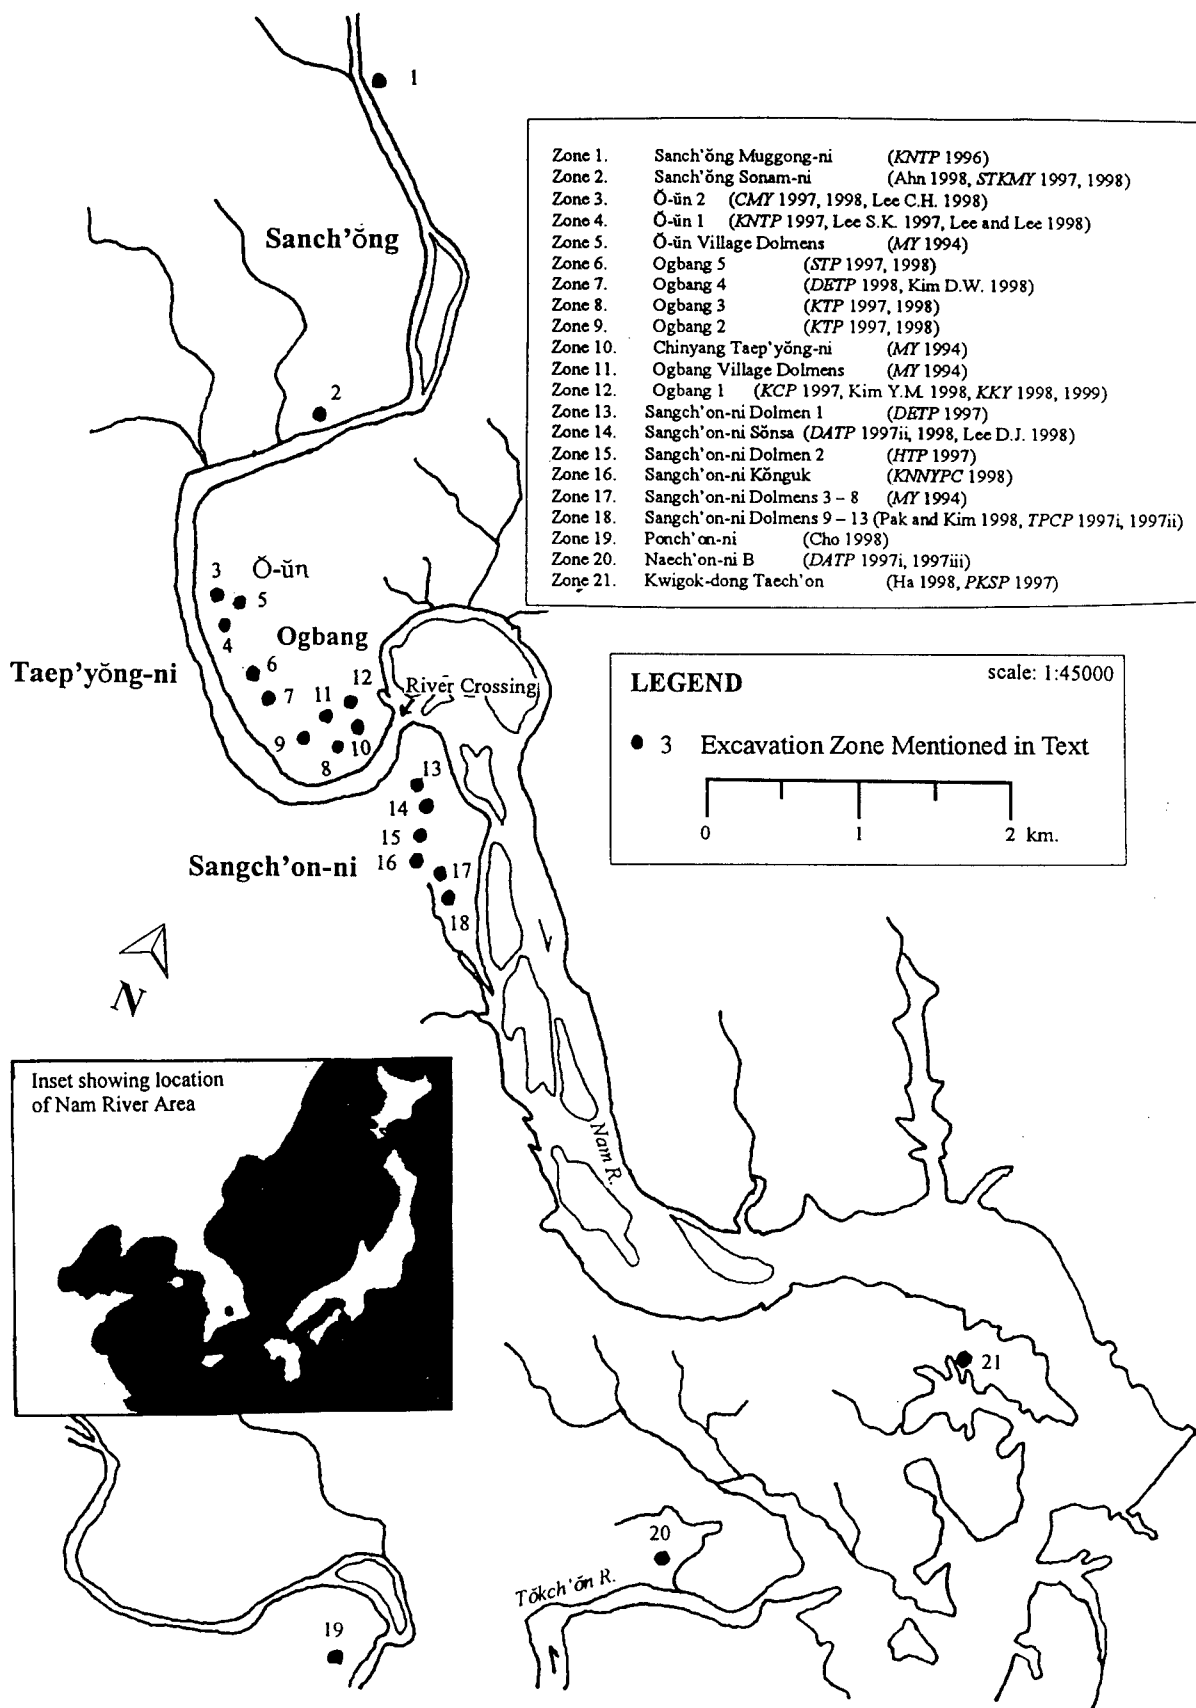 1
Zone 1. Sanch'ŏng Muggong-ni (KNTP 1996)
Zone 2. Sanch'ŏng Sonam-ni (Ahn 1998, STKMY 1997, 1998)
Zone 3. Ŏ-ŭn 2 (CMY 1997, 1998, Lee C.H. 1998)
Zone 4. Ŏ-ŭn 1 (KNTP 1997, Lee S.K. 1997, Lee and Lee 1998)
Zone 5. Ŏ-ŭn Village Dolmens (MY 1994)
Zone 6. Ogbang 5 (STP 1997, 1998)
Zone 7. Ogbang 4 (DETP 1998, Kim D.W. 1998)
Zone 8. Ogbang 3 (KTP 1997, 1998)
Zone 9. Ogbang 2 (KTP 1997, 1998)
Zone 10. Chinyang Taep'yŏng-ni (MY 1994)
Zone 11. Ogbang Village Dolmens (MY 1994)
Zone 12. Ogbang 1 (KCP 1997, Kim Y.M. 1998, KKY 1998, 1999)
Zone 13. Sangch'on-ni Dolmen 1 (DETP 1997)
Zone 14. Sangch'on-ni Sŏnsa (DATP 1997ii, 1998, Lee D.J. 1998)
Zone 15. Sangch'on-ni Dolmen 2 (HTP 1997)
Zone 16. Sangch'on-ni Kŏnguk (KNNYPC 1998)
Zone 17. Sangch'on-ni Dolmens 3 – 8 (MY 1994)
Zone 18. Sangch'on-ni Dolmens 9 – 13 (Pak and Kim 1998, TPCP 1997i, 1997ii)
Zone 19. Ponch'on-ni (Cho 1998)
Zone 20. Naech'on-ni B (DATP 1997i, 1997iii)
Zone 21. Kwigok-dong Taech'on (Ha 1998, PKSP 1997)
Sanch'ŏng
2
3
Ŏ-ŭn
5
4
Ogbang
Taep'yŏng-ni
6
7
11
12
River Crossing
9
8
10
LEGEND
scale: 1:45000
3 Excavation Zone Mentioned in Text
0 1 2 km.
13
14
15
16
Sangch'on-ni
17
18
N
Inset showing location
of Nam River Area
Nam R.
21
20
Tŏkch'ŏn R.
19